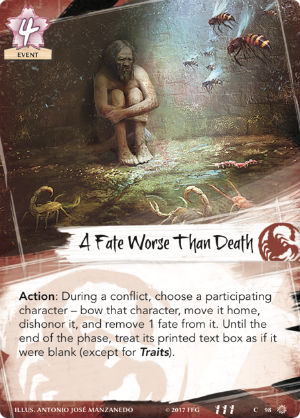 4
EVENT
A Fate Worse Than Death
Action: During a conflict, choose a participating
character – bow that character, move it home,
dishonor it, and remove 1 fate from it. Until the
end of the phase, treat its printed text box as if it
were blank (except for Traits).
ILLUS. ANTONIO JOSÉ MANZANEDO © 2017 FFG C 98